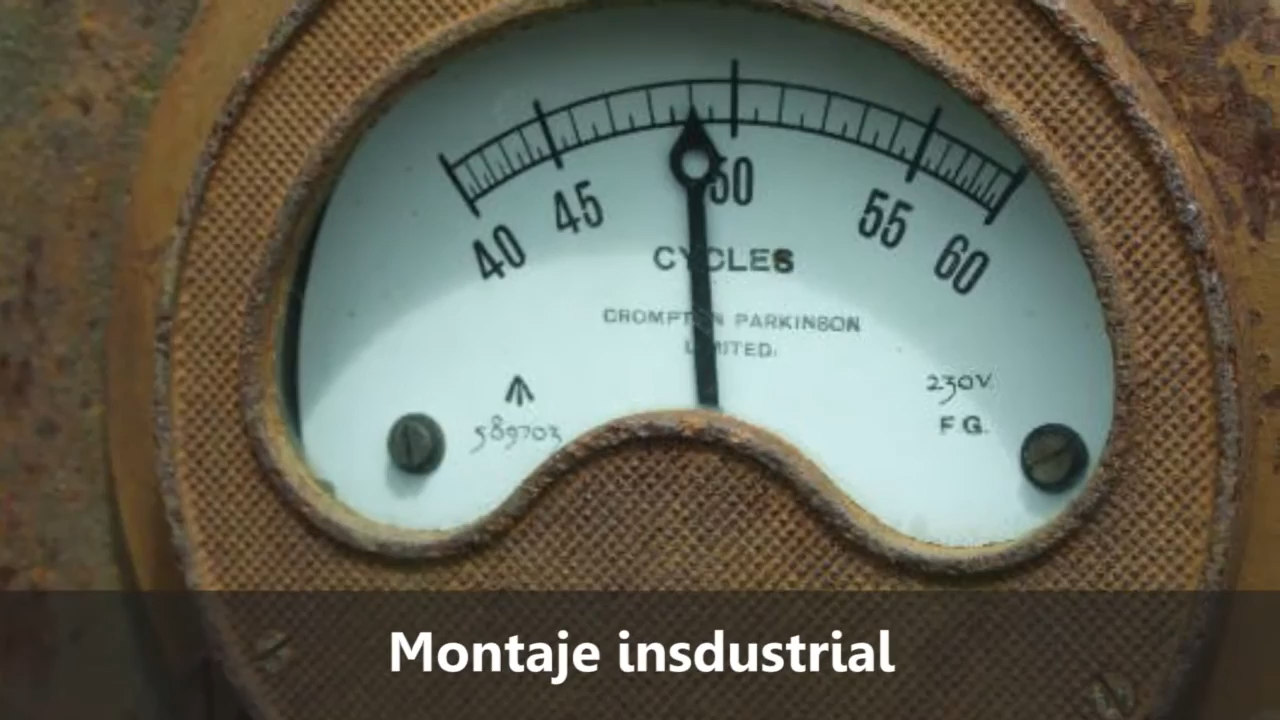 40 45 50 55 60
CYCLES
CROMPTON PARKINSON
LIMITED.
230V.
F.G.
589703
Montaje insdustrial